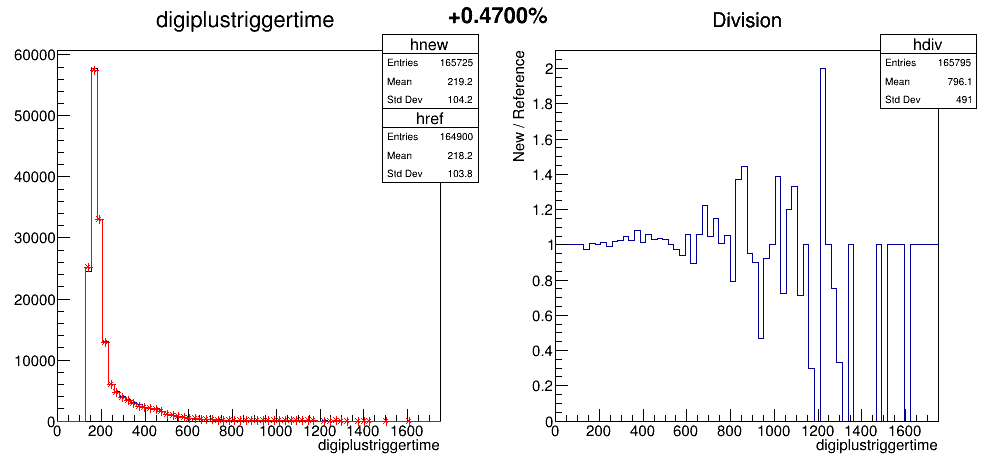 digiplustriggertime
+0.4700%
Division
hnew
Entries 165725
Mean 219.2
Std Dev 104.2
href
Entries 164900
Mean 218.2
Std Dev 103.8
60000
50000
40000
30000
20000
10000
0
0 200 400 600 800 1000 1200 1400 1600
digiplustriggertime
hdiv
Entries 165795
Mean 796.1
Std Dev 491
New / Reference
2
1.8
1.6
1.4
1.2
1
0.8
0.6
0.4
0.2
0
0 200 400 600 800 1000 1200 1400 1600
digiplustriggertime